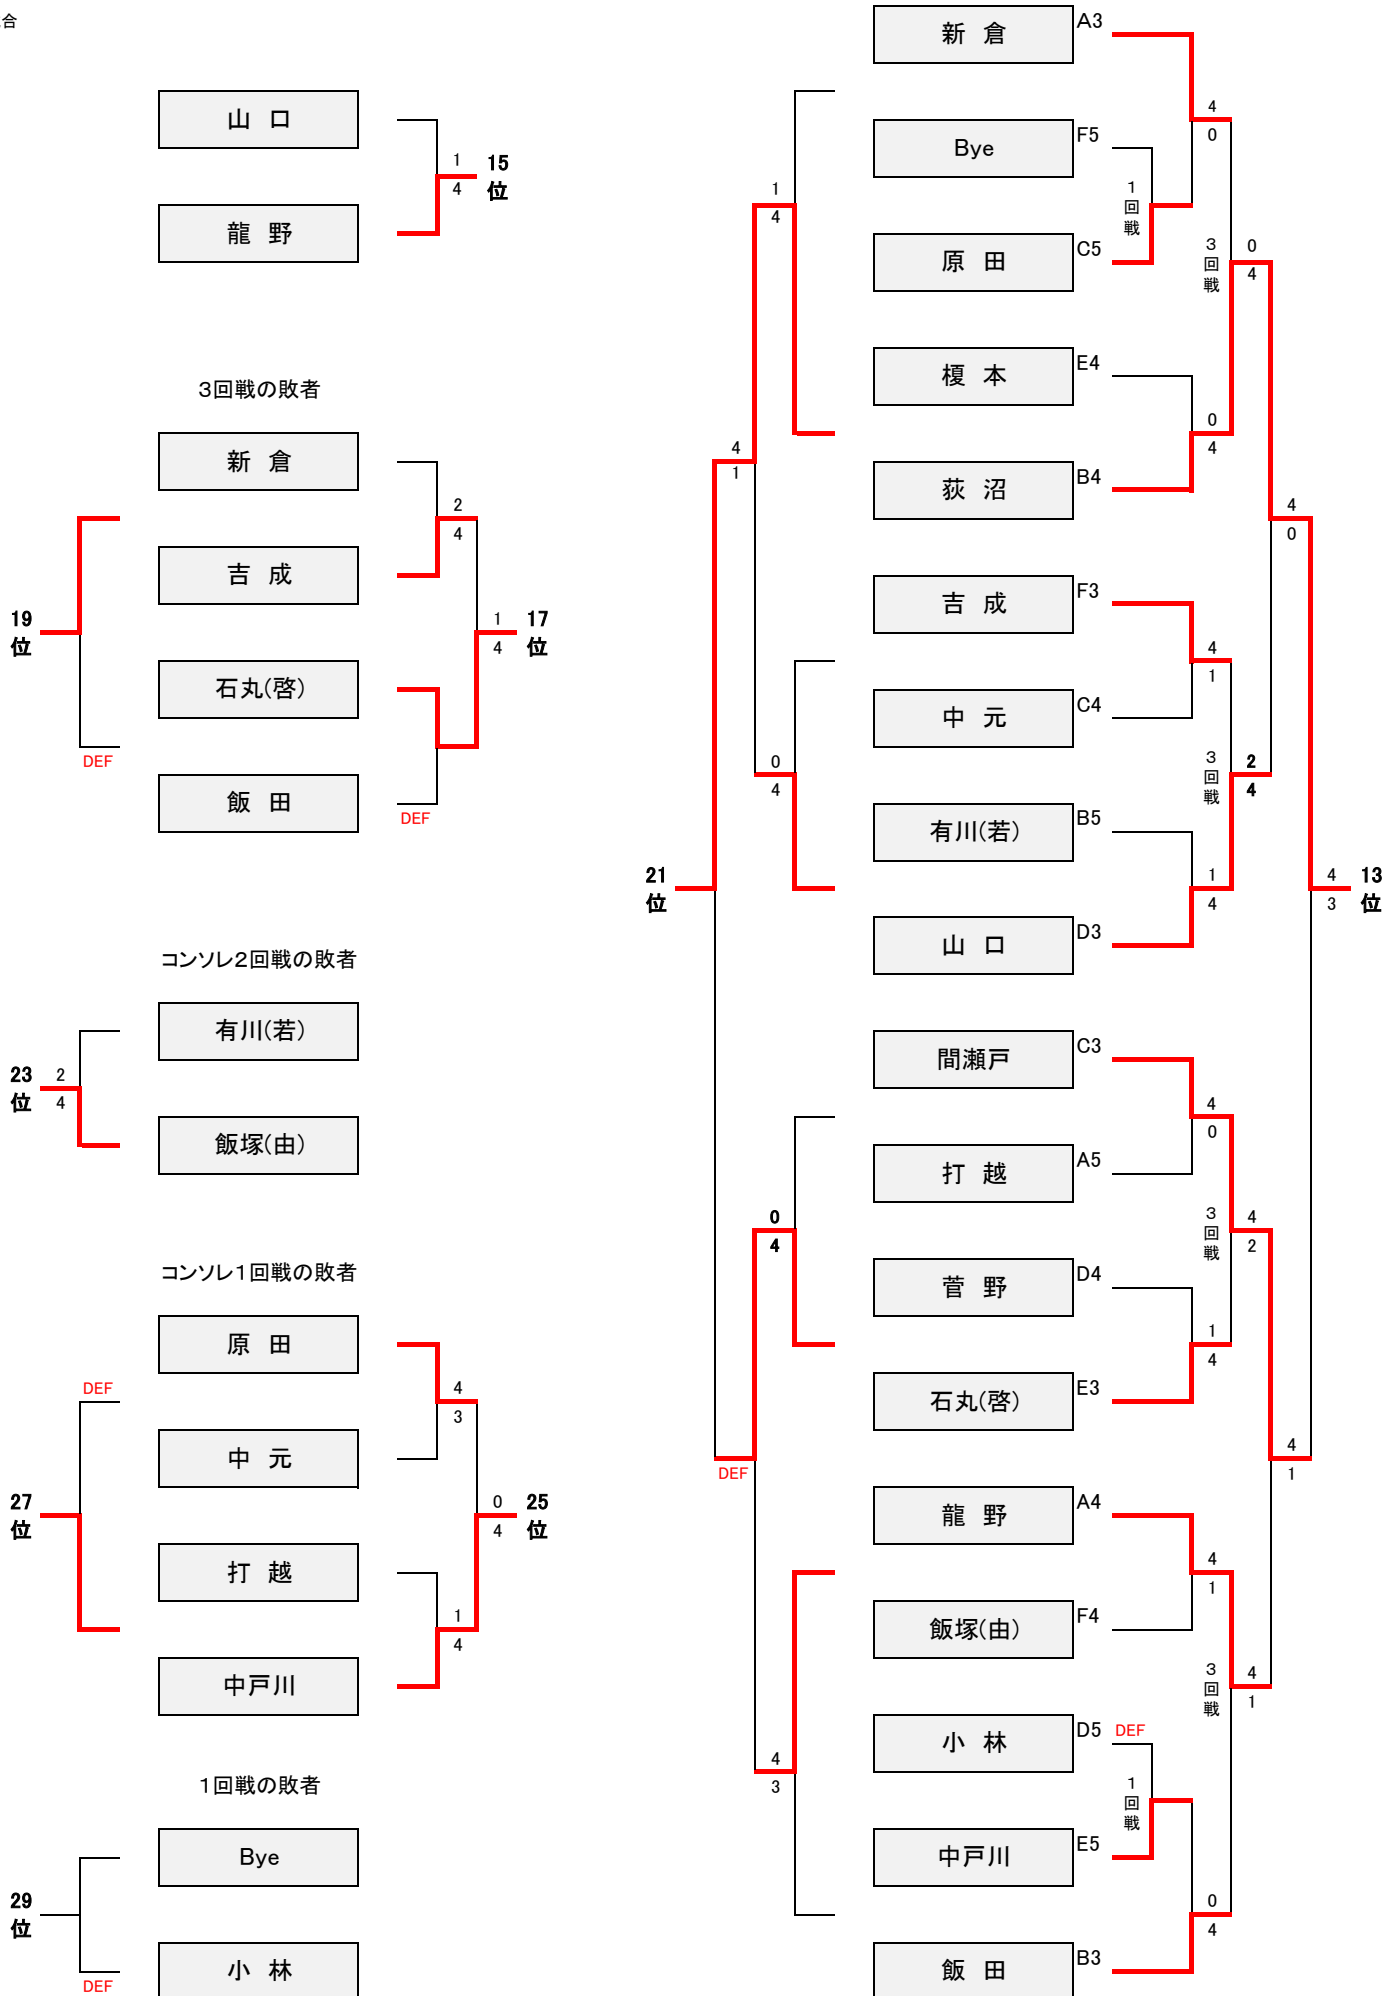 合
山 口
1
4
15
位
龍 野
3回戦の敗者
新 倉
2
4
吉 成
19
位
1
4
17
位
石丸(啓)
DEF
飯 田
DEF
コンソレ2回戦の敗者
有川(若)
23
位
2
4
飯塚(由)
コンソレ1回戦の敗者
原 田
DEF
4
3
中 元
27
位
0
4
25
位
打 越
1
4
中戸川
1回戦の敗者
Bye
29
位
小 林
DEF
新 倉
A3
4
0
Bye
F5
1
回
戦
1
4
原 田
C5
3
回
戦
0
4
榎 本
E4
0
4
4
1
荻 沼
B4
4
0
吉 成
F3
4
1
中 元
C4
3
回
戦
2
4
0
4
有川(若)
B5
1
4
21
位
4
3
13
位
山 口
D3
間瀬戸
C3
4
0
打 越
A5
3
回
戦
4
2
0
4
菅 野
D4
1
4
石丸(啓)
E3
4
1
DEF
龍 野
A4
4
1
飯塚(由)
F4
3
回
戦
4
1
小 林
D5
DEF
4
3
1
回
戦
中戸川
E5
0
4
飯 田
B3